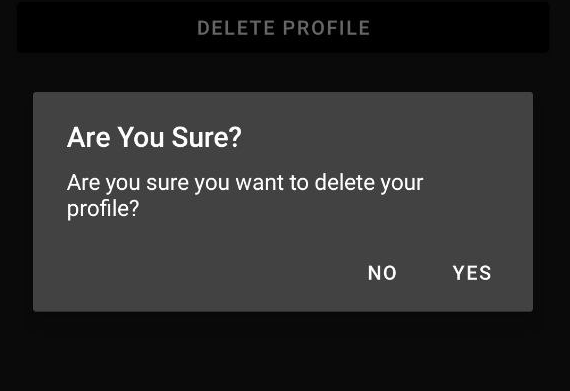 DELETE PROFILE
Are You Sure?
Are you sure you want to delete your
profile?
NO YES